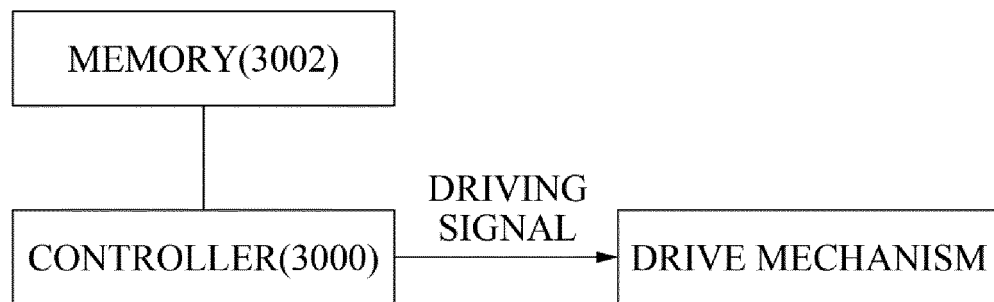 MEMORY(3002)
DRIVING
SIGNAL
CONTROLLER(3000)
DRIVE MECHANISM